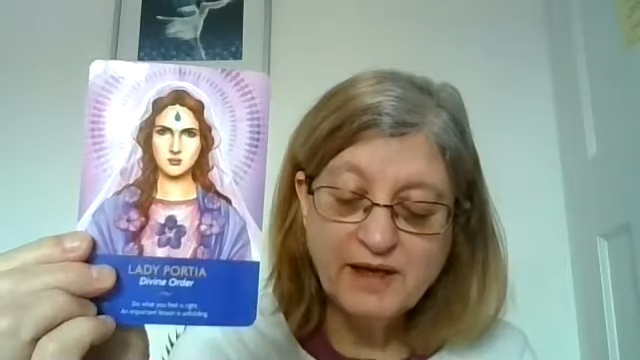 LADY PORTIA
Divine Order
Do what you feel is right.
An important lesson is unfolding